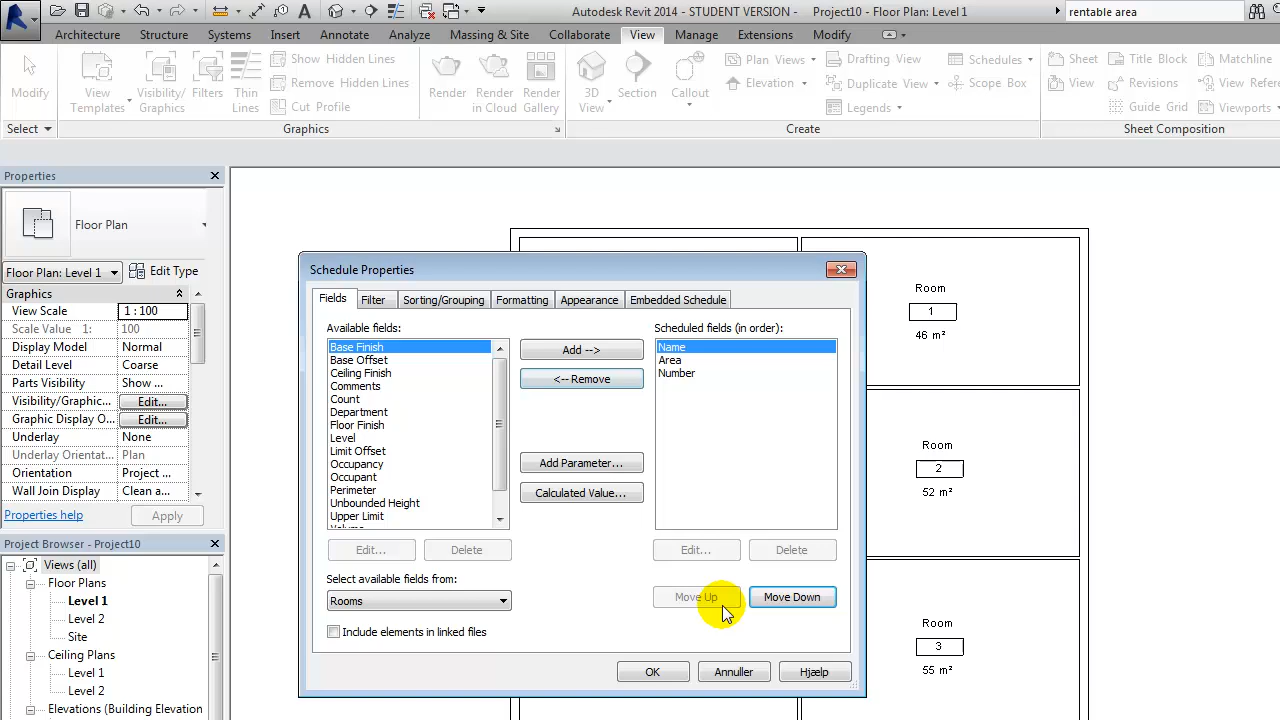 Autodesk Revit 2014 - STUDENT VERSION - Project10 - Floor Plan: Level 1
rentable area
Architecture Structure Systems Insert Annotate Analyze Massing & Site Collaborate View Manage Extensions Modify
Modify
View Templates
Visibility/ Graphics
Filters
Thin Lines
Show Hidden Lines
Remove Hidden Lines
Cut Profile
Render
Render in Cloud
Render Gallery
3D View
Section
Callout
Plan Views
Elevation
Drafting View
Duplicate View
Legends
Schedules
Scope Box
Sheet
View
Title Block
Revisions
Guide Grid
Matchline
View Refer
Viewports
Select
Graphics
Create
Sheet Composition
Properties
Floor Plan
Floor Plan: Level 1
Edit Type
Graphics
View Scale 1 : 100
Scale Value 1: 100
Display Model Normal
Detail Level Coarse
Parts Visibility Show ...
Visibility/Graphic... Edit...
Graphic Display O... Edit...
Underlay None
Underlay Orientat... Plan
Orientation Project ...
Wall Join Display Clean a...
Properties help
Apply
Project Browser - Project10
Views (all)
Floor Plans
Level 1
Level 2
Site
Ceiling Plans
Level 1
Level 2
Elevations (Building Elevation
Schedule Properties
Fields Filter Sorting/Grouping Formatting Appearance Embedded Schedule
Available fields:
Base Finish
Base Offset
Ceiling Finish
Comments
Count
Department
Floor Finish
Level
Limit Offset
Occupancy
Occupant
Perimeter
Unbounded Height
Upper Limit
Volume
Add -->
<-- Remove
Add Parameter...
Calculated Value...
Scheduled fields (in order):
Name
Area
Number
Edit...
Delete
Edit...
Delete
Select available fields from:
Rooms
Move Up
Move Down
Include elements in linked files
OK
Annuller
Hjælp
Room
1
46 m²
Room
2
52 m²
Room
3
55 m²